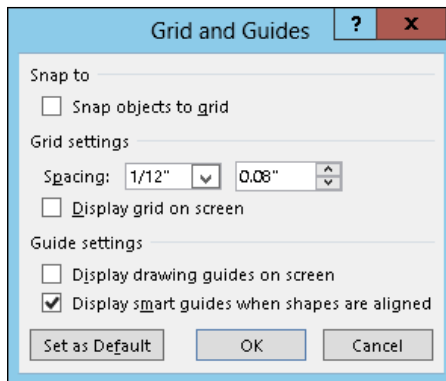 Grid and Guides ? x
Snap to
Snap objects to grid
Grid settings
Spacing: 1/12" 0.08"
Display grid on screen
Guide settings
Display drawing guides on screen
Display smart guides when shapes are aligned
Set as Default OK Cancel